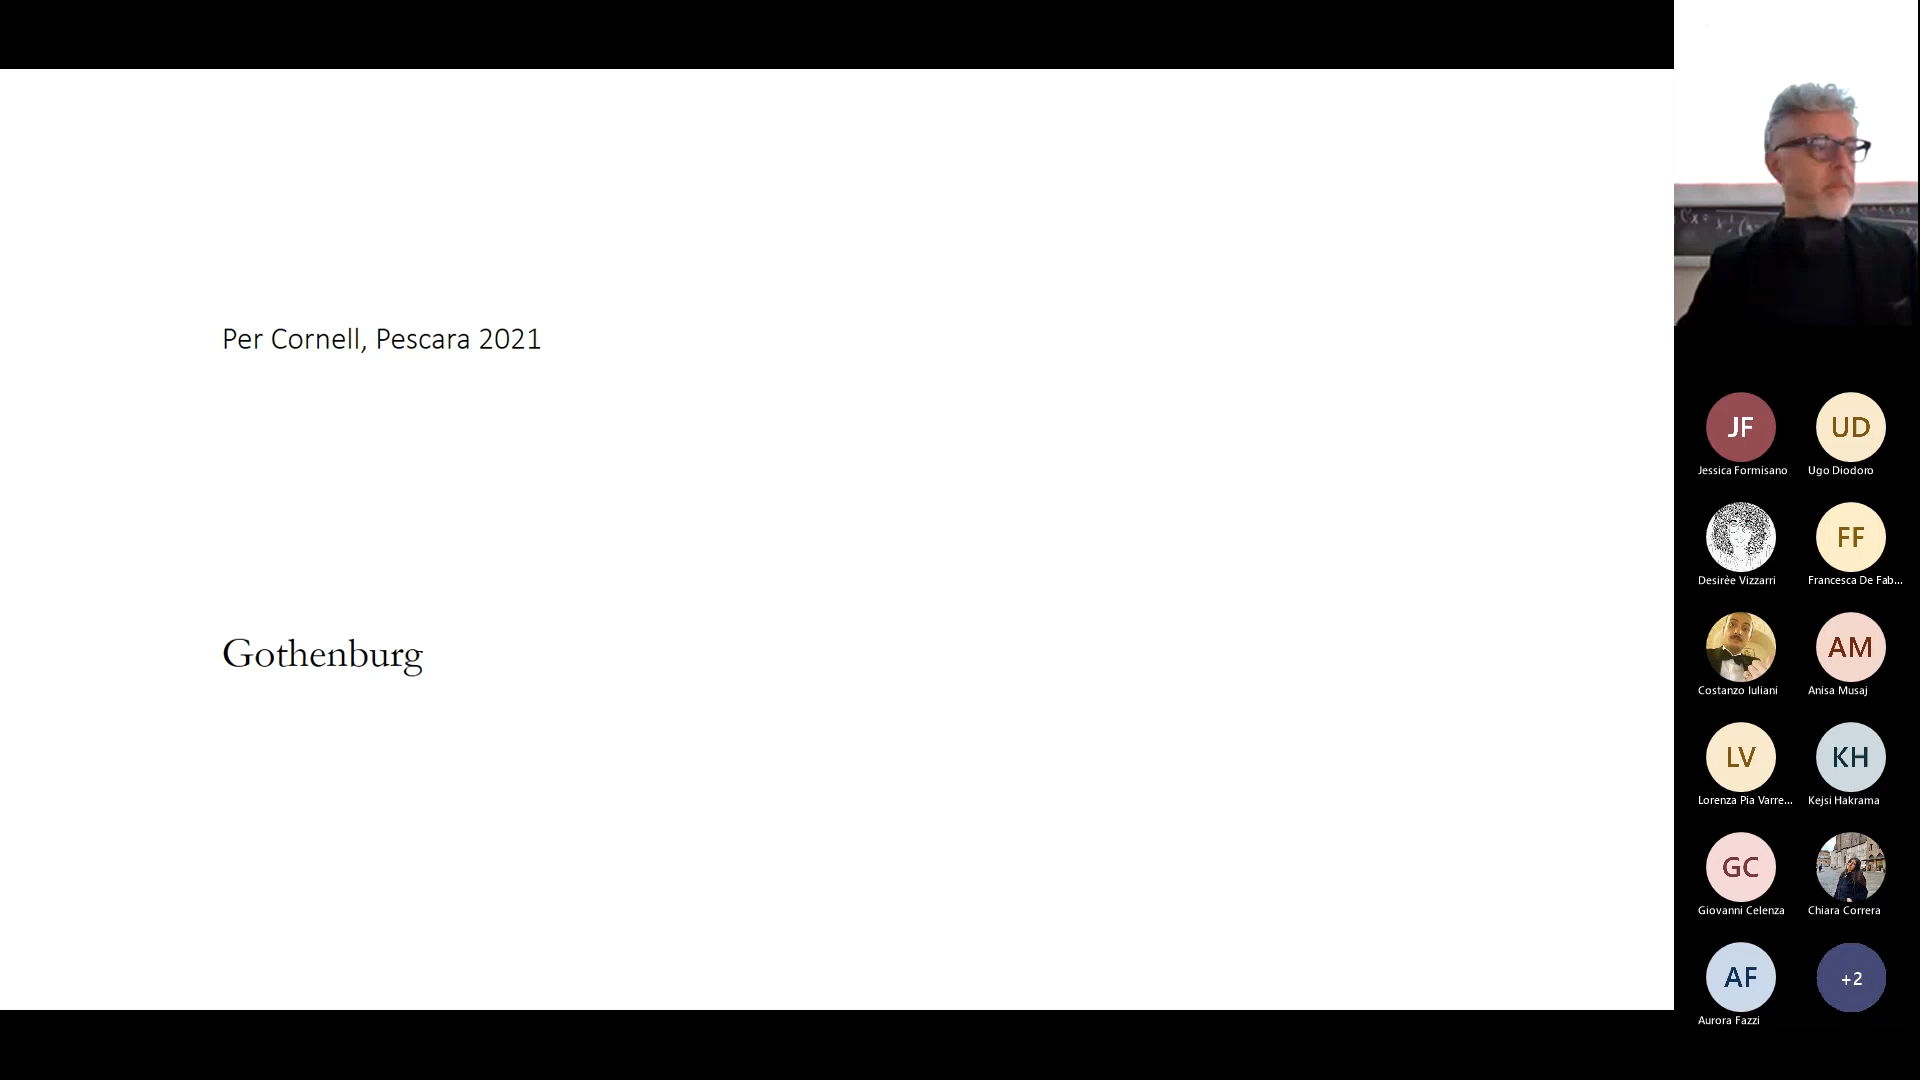 Per Cornell, Pescara 2021
Gothenburg
JF
UD
Jessica Formisano
Ugo Diodoro
FF
Desirèe Vizzarri
Francesca De Fab...
AM
Costanzo Iuliani
Anisa Musaj
LV
KH
Lorenza Pia Varre...
Kejsi Hakrama
GC
Giovanni Celenza
Chiara Correra
AF
+2
Aurora Fazzi